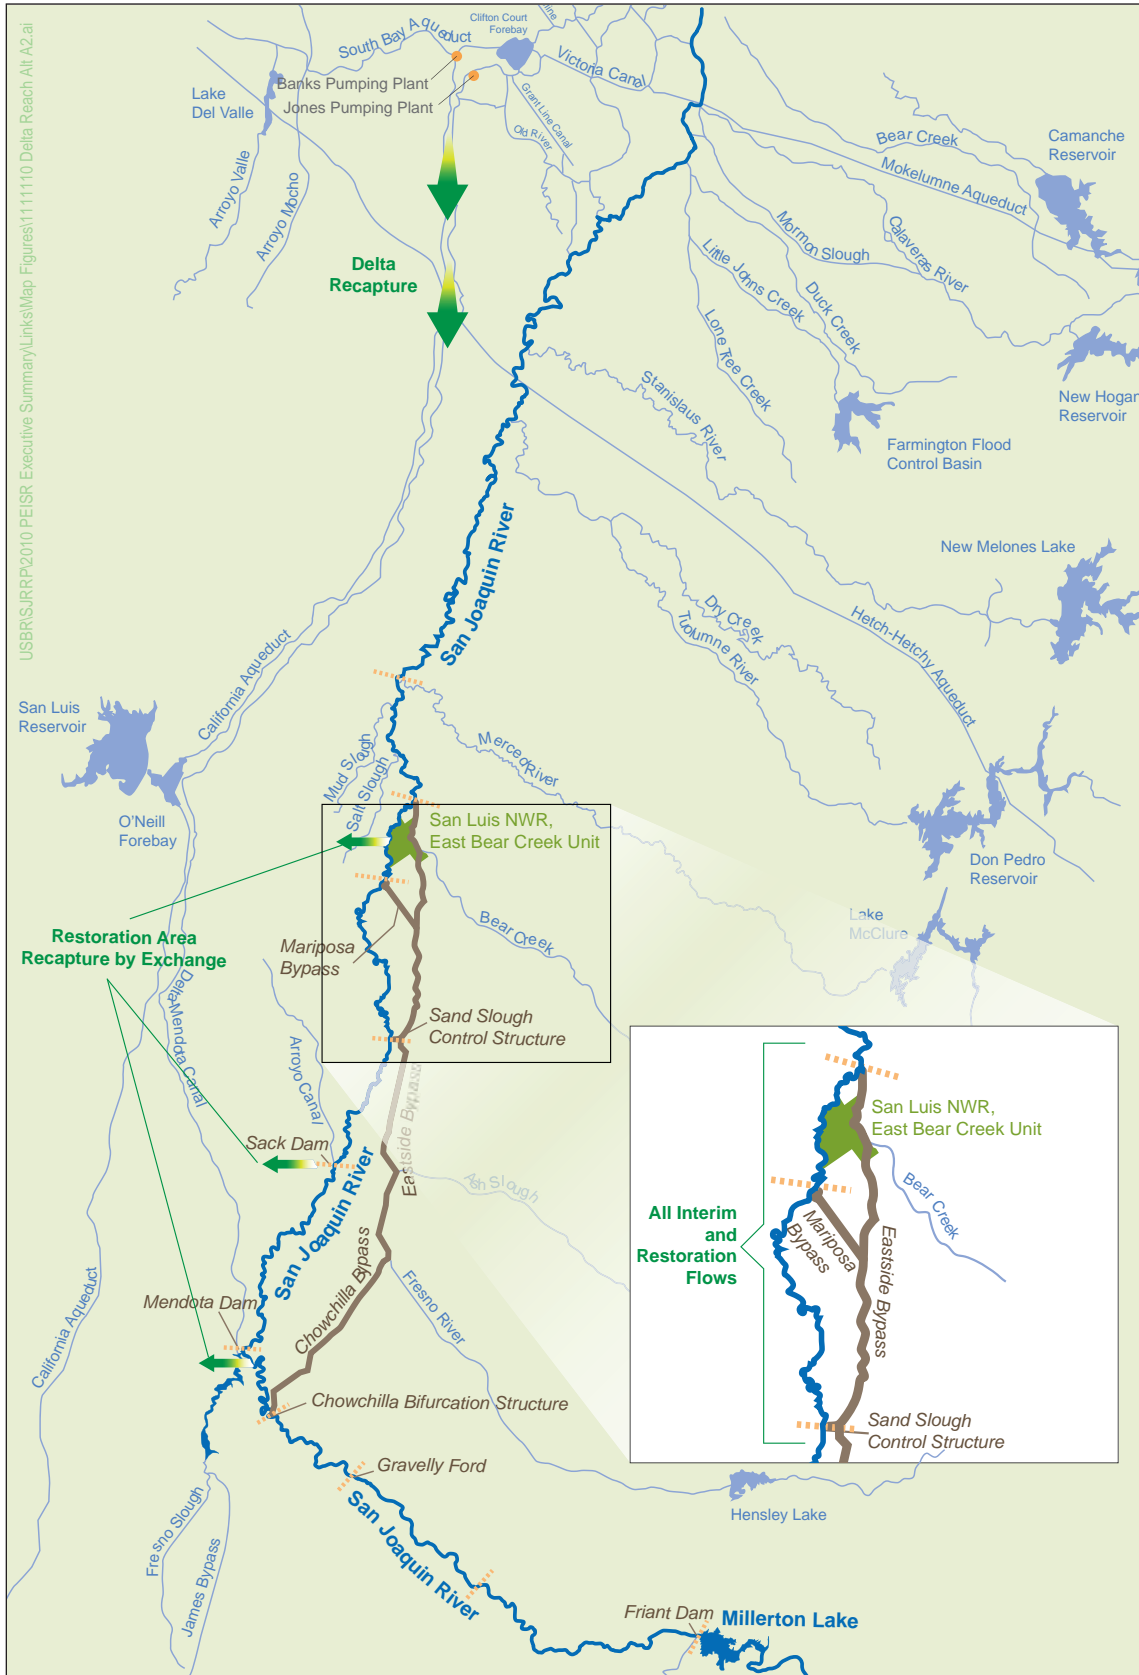 USBR\SJRRP\2010 PEISR Executive Summary\Links\Map Figures\1111110 Delta Reach Alt A2.ai
South Bay Aqueduct
Clifton Court
Forebay
Victoria Canal
Banks Pumping Plant
Jones Pumping Plant
Lake
Del Valle
Grant Line Canal
Old River
Arroyo Valle
Arroyo Mocho
Bear Creek
Camanche
Reservoir
Mokelumne Aqueduct
Mormon Slough
Calaveras River
Little Johns Creek
Duck Creek
Lone Tree Creek
Delta
Recapture
New Hogan
Reservoir
Stanislaus River
Farmington Flood
Control Basin
San Joaquin River
New Melones Lake
Dry Creek
Tuolumne River
Hetch-Hetchy Aqueduct
California Aqueduct
San Luis
Reservoir
O'Neill
Forebay
Mud Slough
Salt Slough
Merced River
San Luis NWR,
East Bear Creek Unit
Don Pedro
Reservoir
Lake
McClure
Bear Creek
Mariposa
Bypass
Restoration Area
Recapture by Exchange
Delta-Mendota Canal
Sand Slough
Control Structure
Arroyo Canal
Eastside Bypass
Sack Dam
Ash Slough
San Joaquin River
Chowchilla Bypass
Fresno River
Mendota Dam
California Aqueduct
Chowchilla Bifurcation Structure
Gravelly Ford
San Joaquin River
Fresno Slough
James Bypass
Friant Dam
Millerton Lake
Hensley Lake
San Luis NWR,
East Bear Creek Unit
Bear Creek
All Interim
and
Restoration
Flows
Mariposa
Bypass
Eastside Bypass
Sand Slough
Control Structure